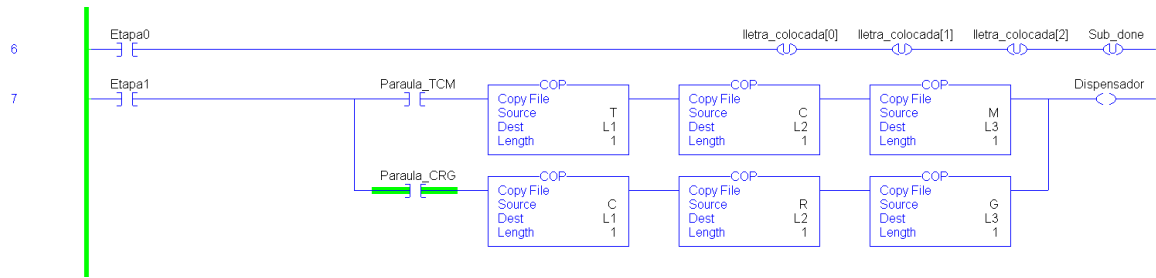 Etapa0 lletra_colocada[0] lletra_colocada[1] lletra_colocada[2] Sub_done
6 U U U U
Etapa1 Paraula_TCM COP COP COP Dispensador
7 Copy File Copy File Copy File
Source T Source C Source M
Dest L1 Dest L2 Dest L3
Length 1 Length 1 Length 1
Paraula_CRG COP COP COP
Copy File Copy File Copy File
Source C Source R Source G
Dest L1 Dest L2 Dest L3
Length 1 Length 1 Length 1